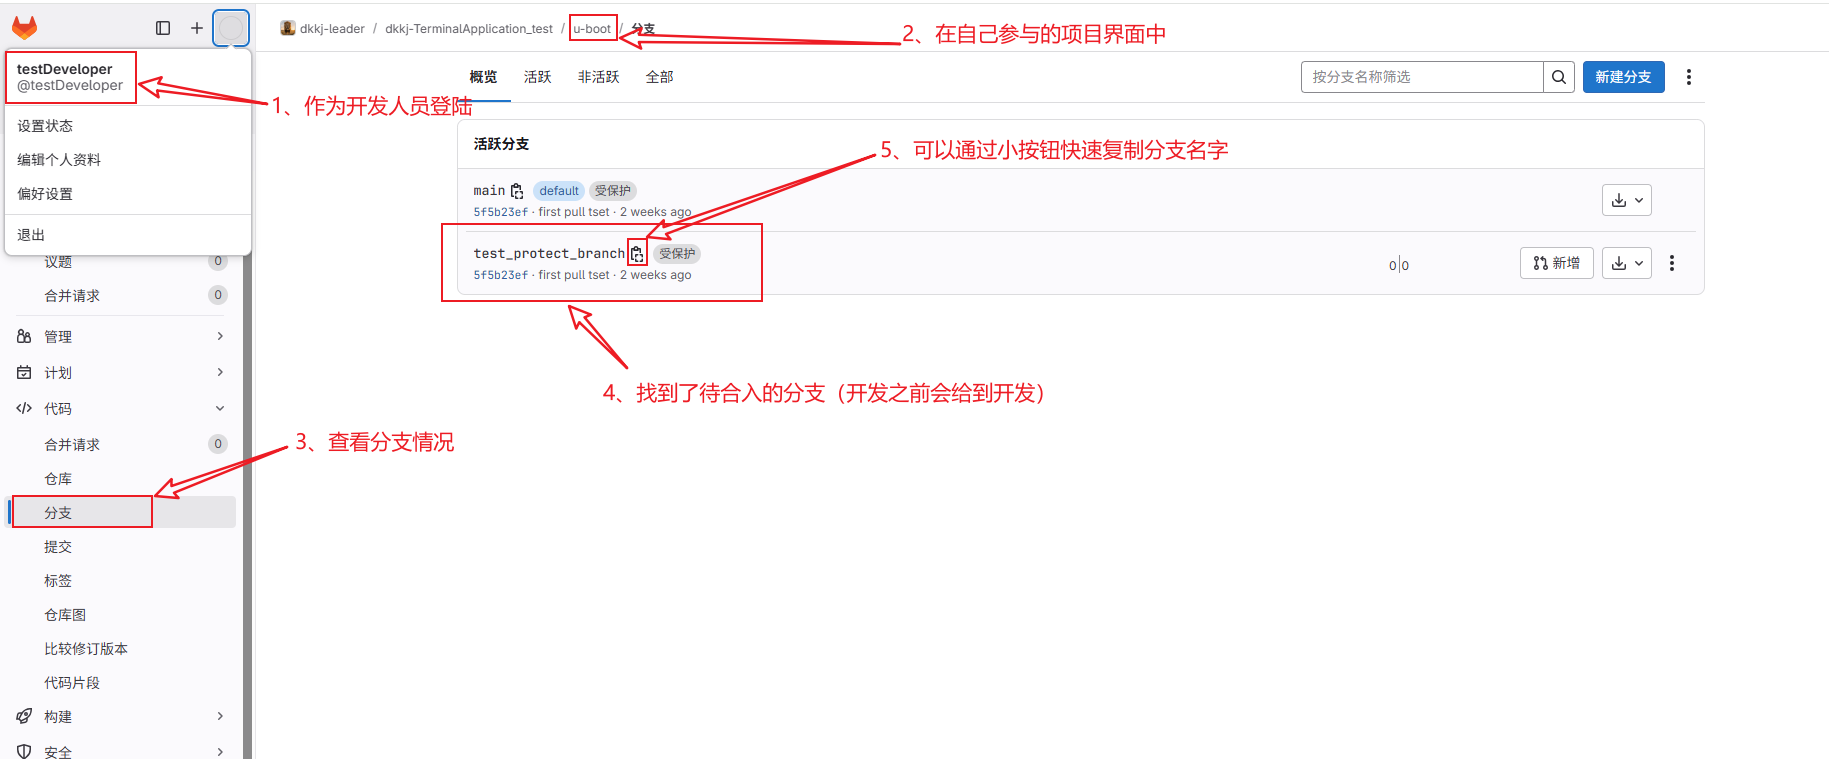 dkkj-leader / dkkj-TerminalApplication_test / u-boot / 分支
2、在自己参与的项目界面中
testDeveloper
@testDeveloper
1、作为开发人员登陆
设置状态
编辑个人资料
偏好设置
退出
议题 0
合并请求 0
管理
计划
代码
合并请求 0
3、查看分支情况
仓库
分支
提交
标签
仓库图
比较修订版本
代码片段
构建
安全
概览 活跃 非活跃 全部
按分支名称筛选
新建分支
活跃分支
5、可以通过小按钮快速复制分支名字
main default 受保护
5f5b23ef · first pull tset · 2 weeks ago
test_protect_branch 受保护
5f5b23ef · first pull tset · 2 weeks ago
0|0
新增
4、找到了待合入的分支（开发之前会给到开发）